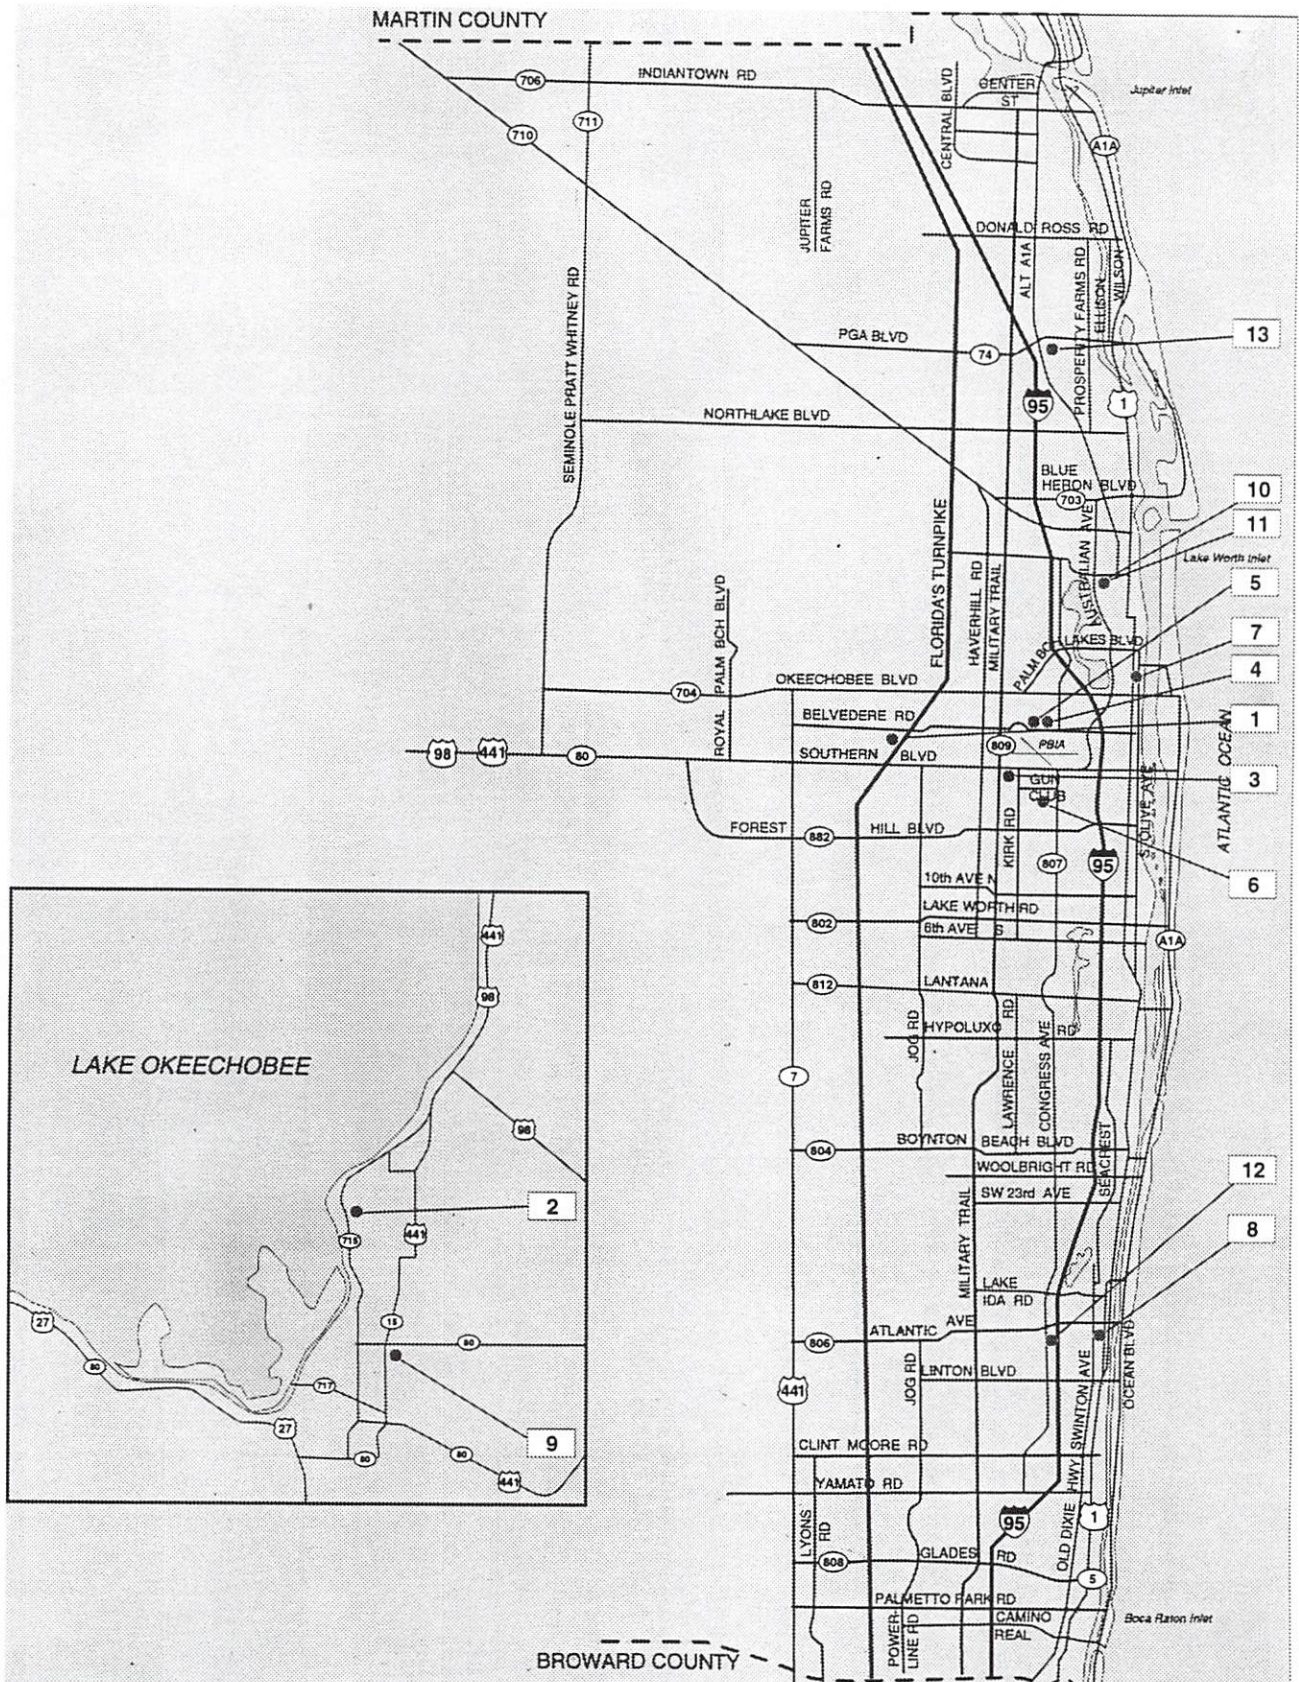 MARTIN COUNTY
706
INDIANTOWN RD
711
710
CENTRAL BLVD
CENTER
ST
Jupiter Inlet
A1A
JUPITER
FARMS RD
DONALD ROSS RD
ALT A1A
PROSPERITY FARMS RD
ELLISON
WILSON
SEMINOLE PRATT WHITNEY RD
PGA BLVD
74
13
95
1
NORTHLAKE BLVD
BLUE
HERON BLVD
703
10
11
Lake Worth Inlet
FLORIDA'S TURNPIKE
HAVERHILL RD
MILITARY TRAIL
AUSTRALIAN AVE
5
ROYAL PALM BCH BLVD
PALM BCH
LAKES BLVD
7
OKEECHOBEE BLVD
704
4
BELVEDERE RD
1
98
441
80
SOUTHERN BLVD
809
PBIA
3
GUN
CLUB
S. OLIVE AVE
ATLANTIC OCEAN
FOREST
882
HILL BLVD
KIRK RD
807
95
6
10th AVE N
LAKE WORTH RD
802
6th AVE S
A1A
812
LANTANA
RD
JOG RD
HYPOLUXO RD
7
LAWRENCE
CONGRESS AVE
804
BOYNTON BEACH BLVD
SEACREST
WOOLBRIGHT RD
12
SW 23rd AVE
MILITARY TRAIL
8
LAKE
IDA RD
806
ATLANTIC AVE
JOG RD
LINTON BLVD
441
SWINTON AVE
OCEAN BLVD
CLINT MOORE RD
YAMATO RD
OLD DIXIE HWY
95
1
LYONS
RD
808
GLADES RD
5
PALMETTO PARK RD
POWER-
LINE RD
CAMINO
REAL
Boca Raton Inlet
BROWARD COUNTY
441
98
LAKE OKEECHOBEE
98
2
715
441
27
15
80
80
717
27
9
80
80
441